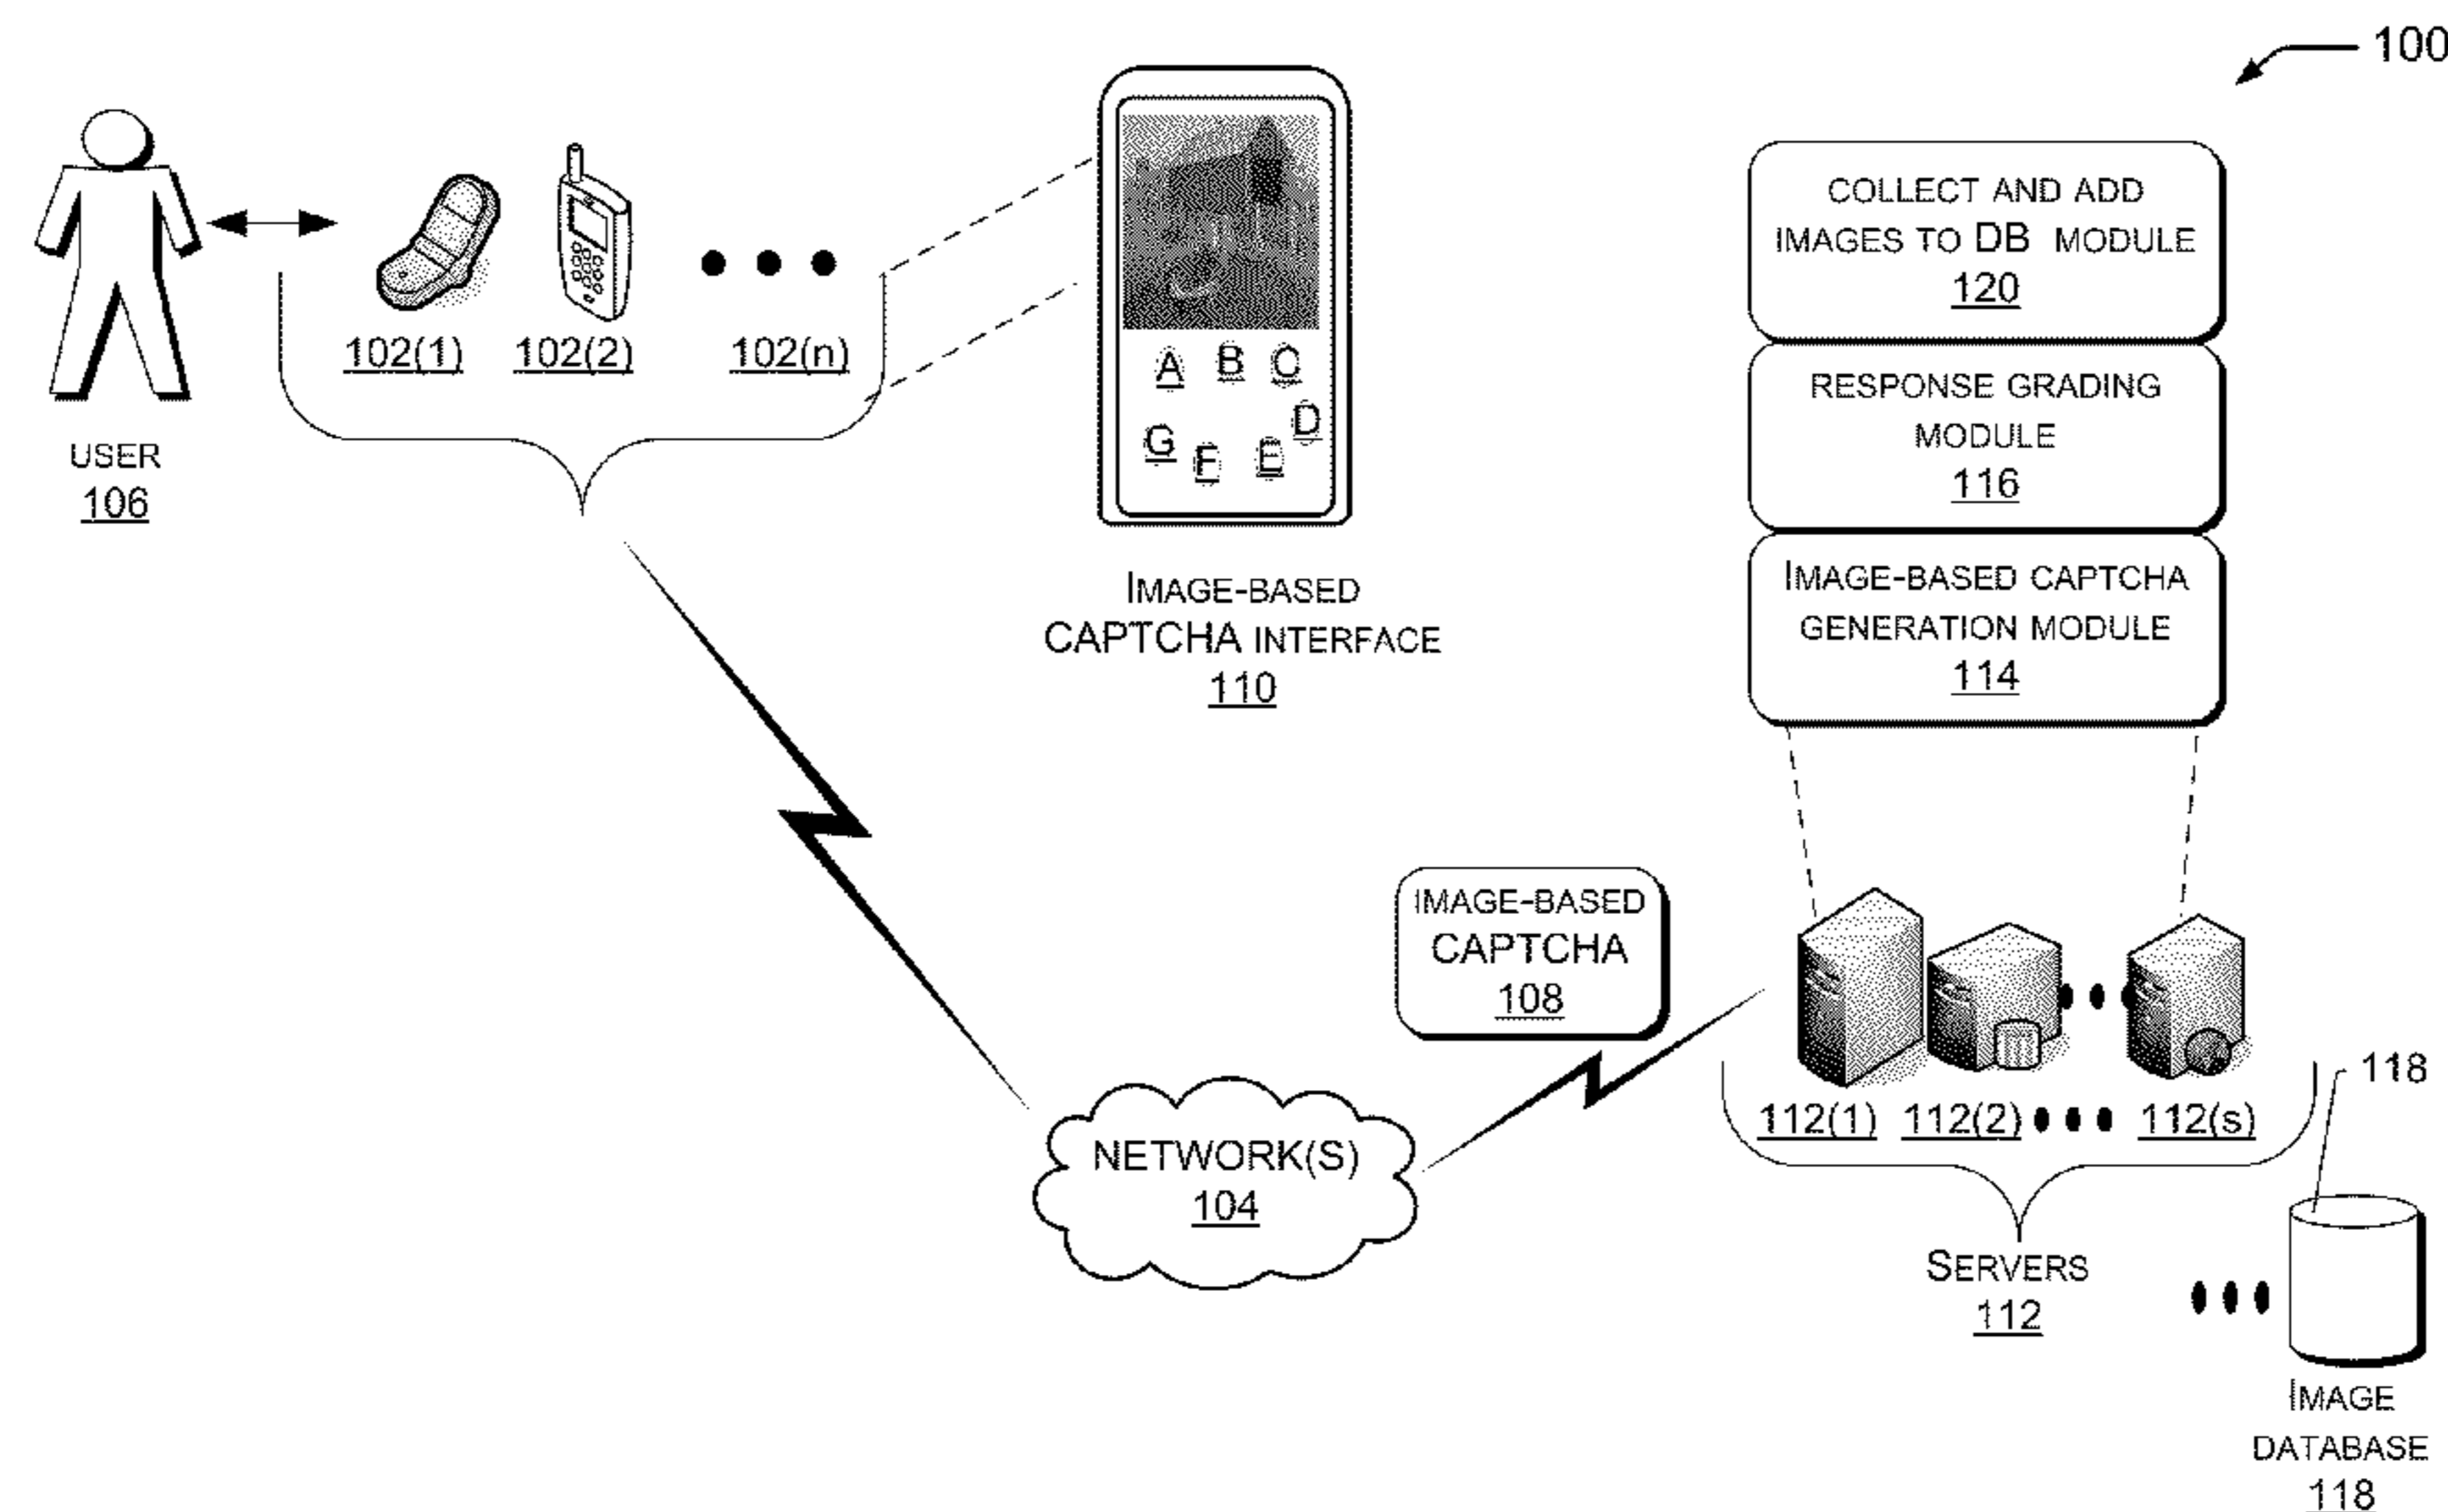 100
USER
106
102(1) 102(2) 102(n)
A B C
D
G F E
IMAGE-BASED
CAPTCHA INTERFACE
110
COLLECT AND ADD
IMAGES TO DB MODULE
120
RESPONSE GRADING
MODULE
116
IMAGE-BASED CAPTCHA
GENERATION MODULE
114
IMAGE-BASED
CAPTCHA
108
NETWORK(S)
104
112(1) 112(2) 112(s)
SERVERS
112
118
IMAGE
DATABASE
118